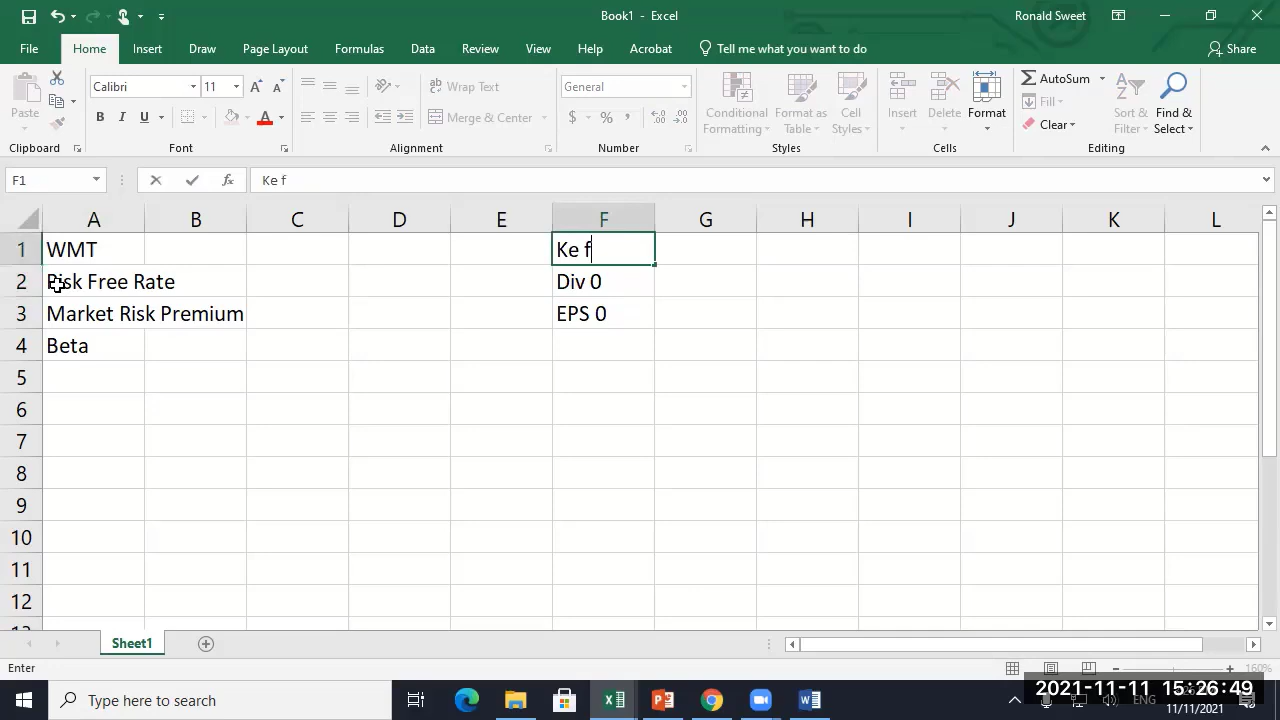 Book1 - Excel
Ronald Sweet
File Home Insert Draw Page Layout Formulas Data Review View Help Acrobat Tell me what you want to do Share
Paste
Clipboard
Calibri 11 A A
B I U A
Font
Wrap Text
Merge & Center
Alignment
General
$ % ,
Number
Conditional Formatting
Format as Table
Cell Styles
Styles
Insert Delete Format
Cells
AutoSum
Fill
Clear
Sort & Filter
Find & Select
Editing
F1 fx Ke f
A B C D E F G H I J K L
1 WMT Ke f
2 Risk Free Rate Div 0
3 Market Risk Premium EPS 0
4 Beta
5
6
7
8
9
10
11
12
Sheet1
Enter 160%
Type here to search
2021-11-11 15:26:49
ENG
11/11/2021